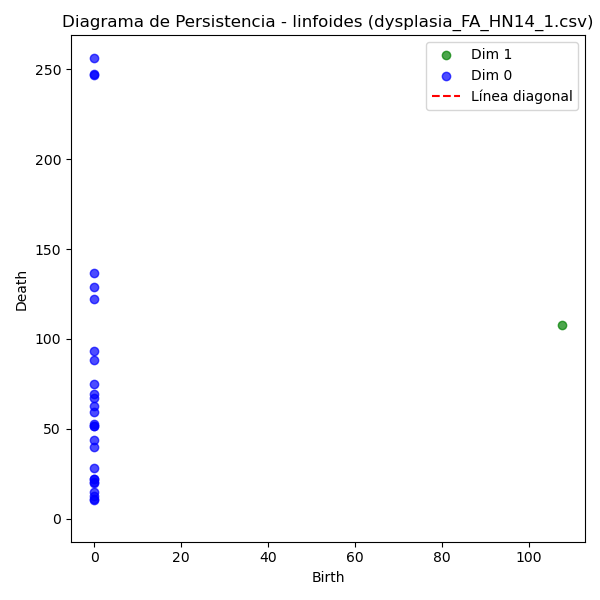 Diagrama de Persistencia - linfoides (dysplasia_FA_HN14_1.csv)
Dim 1
Dim 0
Línea diagonal
Death
250
200
150
100
50
0
0 20 40 60 80 100
Birth